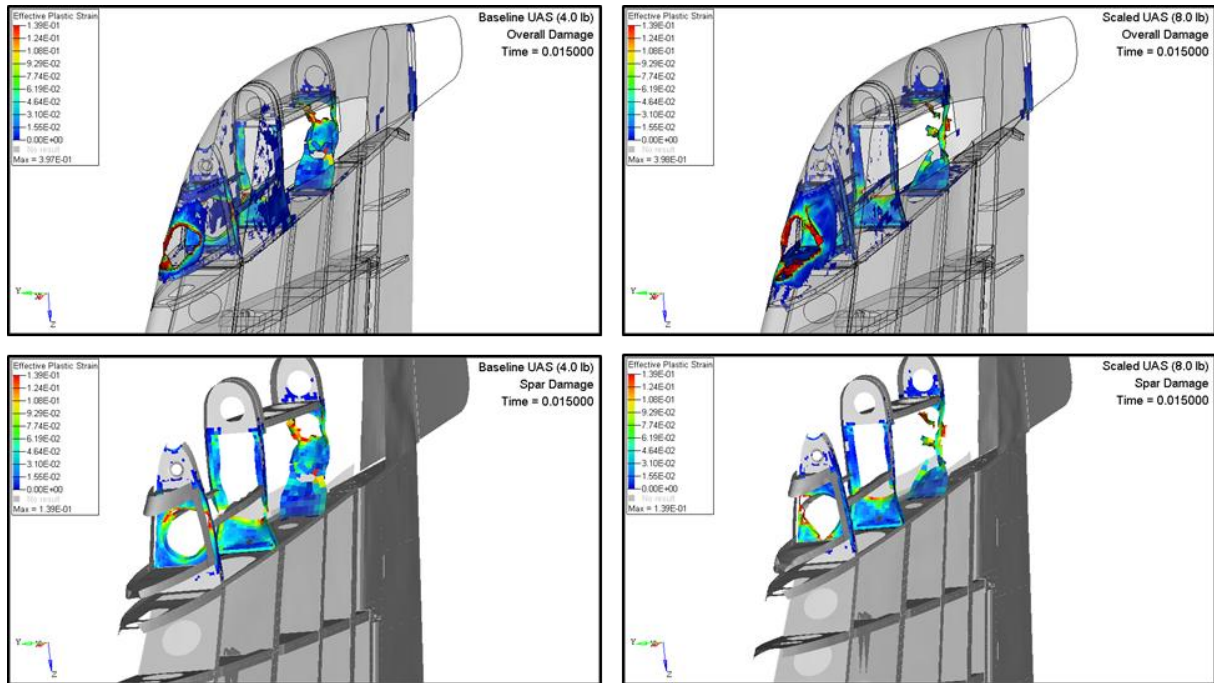 Effective Plastic Strain
1.39E-01
1.24E-01
1.08E-01
9.29E-02
7.74E-02
6.19E-02
4.64E-02
3.10E-02
1.55E-02
0.00E+00
No result
Max = 3.97E-01
Baseline UAS (4.0 lb)
Overall Damage
Time = 0.015000
Y
Z
Effective Plastic Strain
1.39E-01
1.24E-01
1.08E-01
9.29E-02
7.74E-02
6.19E-02
4.64E-02
3.10E-02
1.55E-02
0.00E+00
No result
Max = 3.98E-01
Scaled UAS (8.0 lb)
Overall Damage
Time = 0.015000
Y
Z
Effective Plastic Strain
1.39E-01
1.24E-01
1.08E-01
9.29E-02
7.74E-02
6.19E-02
4.64E-02
3.10E-02
1.55E-02
0.00E+00
No result
Max = 1.39E-01
Baseline UAS (4.0 lb)
Spar Damage
Time = 0.015000
Y
Z
Effective Plastic Strain
1.39E-01
1.24E-01
1.08E-01
9.29E-02
7.74E-02
6.19E-02
4.64E-02
3.10E-02
1.55E-02
0.00E+00
No result
Max = 1.39E-01
Scaled UAS (8.0 lb)
Spar Damage
Time = 0.015000
Y
Z